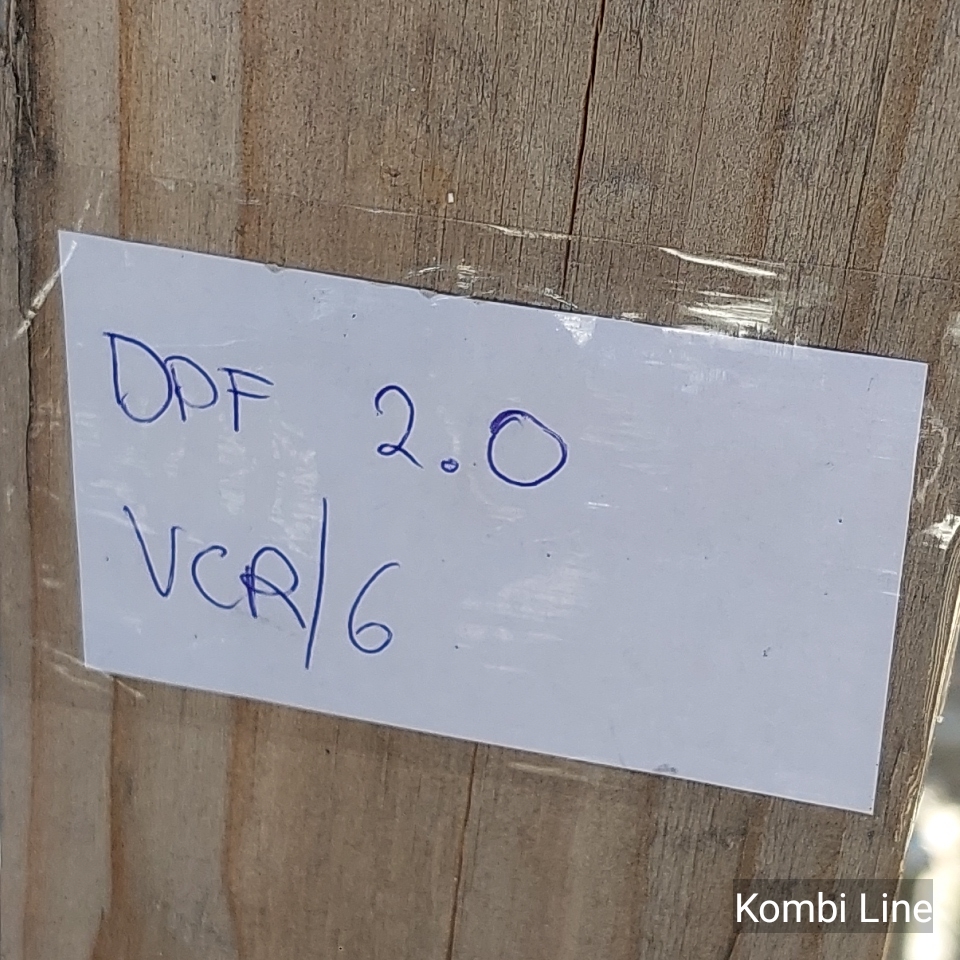 DPF 2.0
VCR/6
Kombi Line